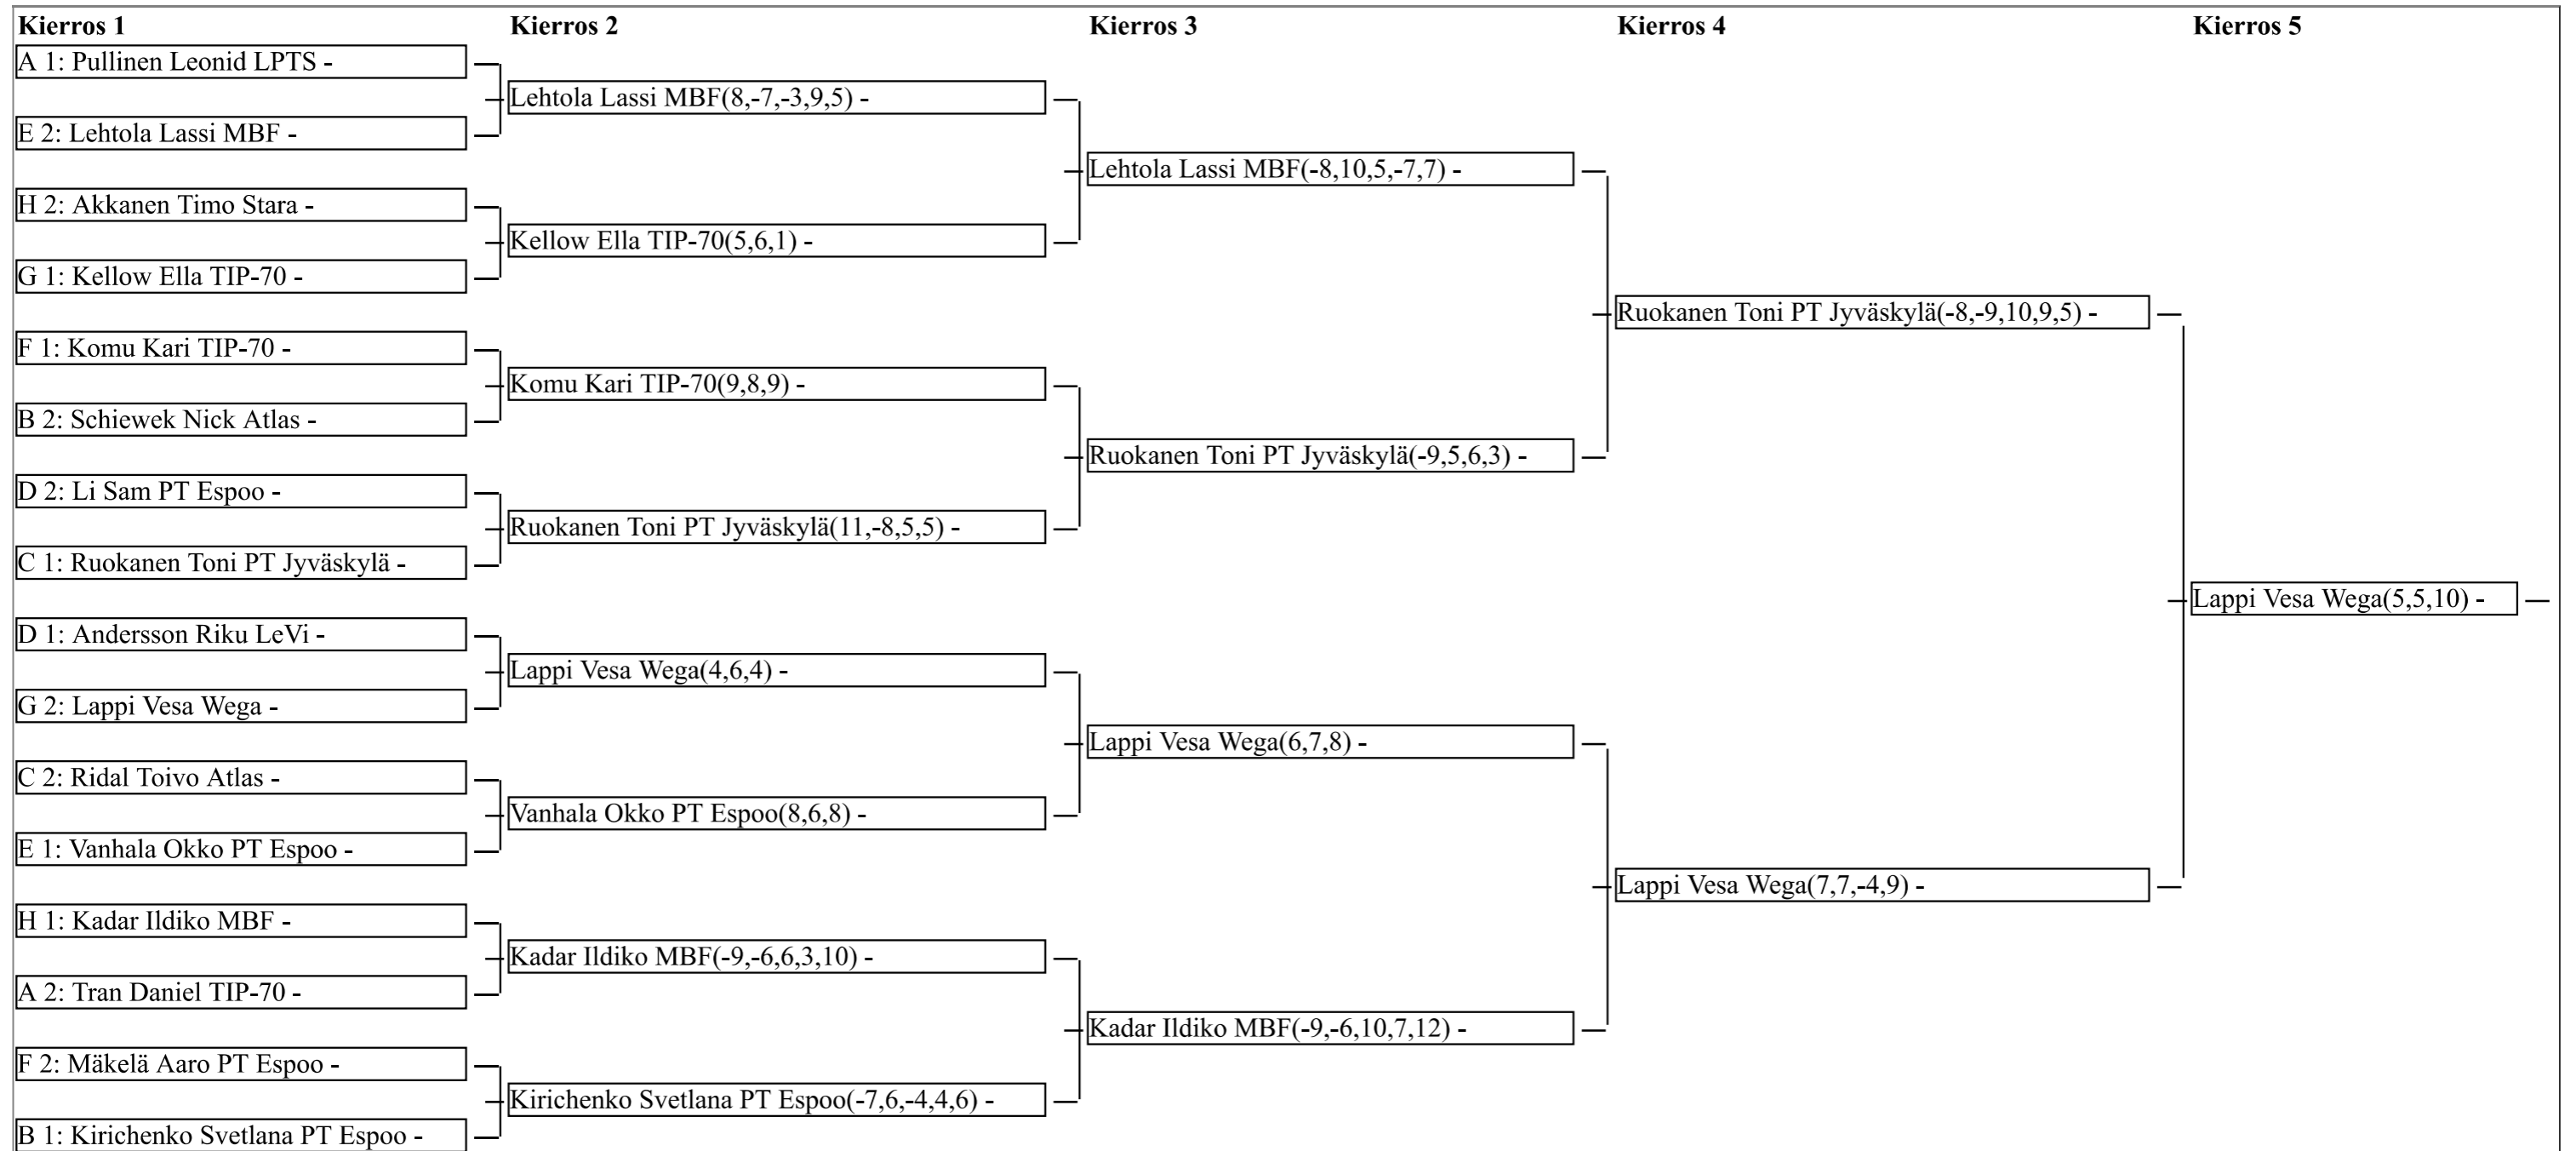 Kierros 1
Kierros 2
Kierros 3
Kierros 4
Kierros 5
A 1: Pullinen Leonid LPTS -
Lehtola Lassi MBF(8,-7,-3,9,5) -
E 2: Lehtola Lassi MBF -
Lehtola Lassi MBF(-8,10,5,-7,7) -
H 2: Akkanen Timo Stara -
Kellow Ella TIP-70(5,6,1) -
G 1: Kellow Ella TIP-70 -
Ruokanen Toni PT Jyväskylä(-8,-9,10,9,5) -
F 1: Komu Kari TIP-70 -
Komu Kari TIP-70(9,8,9) -
B 2: Schiewek Nick Atlas -
Ruokanen Toni PT Jyväskylä(-9,5,6,3) -
D 2: Li Sam PT Espoo -
Ruokanen Toni PT Jyväskylä(11,-8,5,5) -
C 1: Ruokanen Toni PT Jyväskylä -
Lappi Vesa Wega(5,5,10) -
D 1: Andersson Riku LeVi -
Lappi Vesa Wega(4,6,4) -
G 2: Lappi Vesa Wega -
Lappi Vesa Wega(6,7,8) -
C 2: Ridal Toivo Atlas -
Vanhala Okko PT Espoo(8,6,8) -
E 1: Vanhala Okko PT Espoo -
Lappi Vesa Wega(7,7,-4,9) -
H 1: Kadar Ildiko MBF -
Kadar Ildiko MBF(-9,-6,6,3,10) -
A 2: Tran Daniel TIP-70 -
Kadar Ildiko MBF(-9,-6,10,7,12) -
F 2: Mäkelä Aaro PT Espoo -
Kirichenko Svetlana PT Espoo(-7,6,-4,4,6) -
B 1: Kirichenko Svetlana PT Espoo -